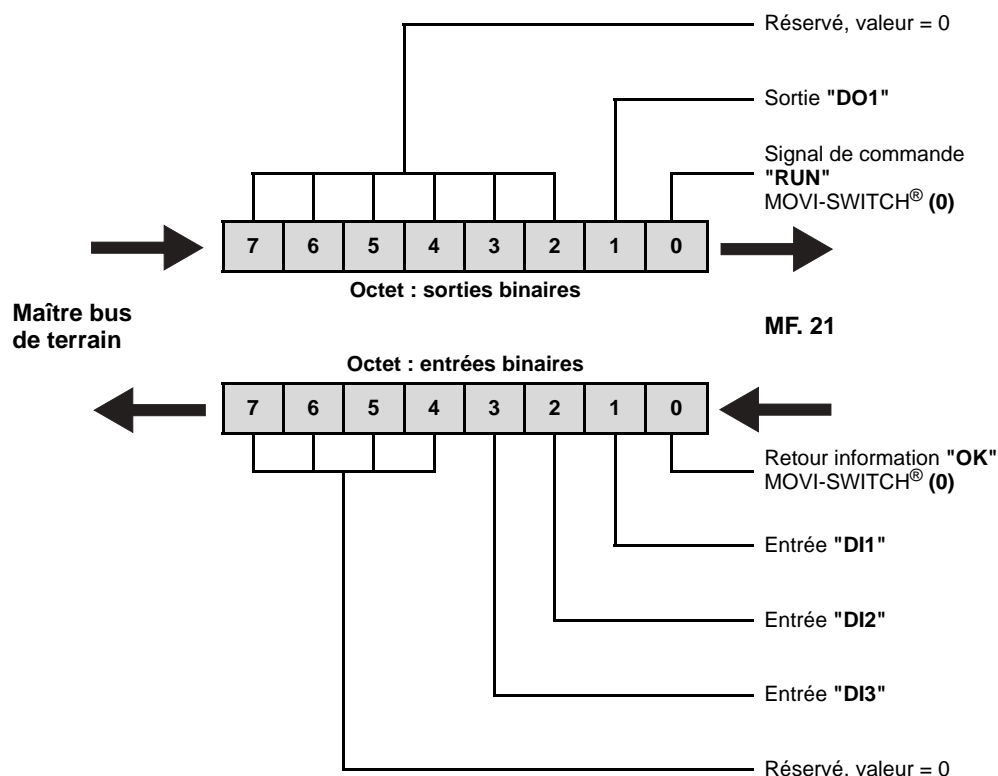 Réservé, valeur = 0
Sortie "DO1"
Signal de commande
"RUN"
MOVI-SWITCH® (0)
7 6 5 4 3 2 1 0
Octet : sorties binaires
Maître bus
de terrain
MF. 21
Octet : entrées binaires
7 6 5 4 3 2 1 0
Retour information "OK"
MOVI-SWITCH® (0)
Entrée "DI1"
Entrée "DI2"
Entrée "DI3"
Réservé, valeur = 0